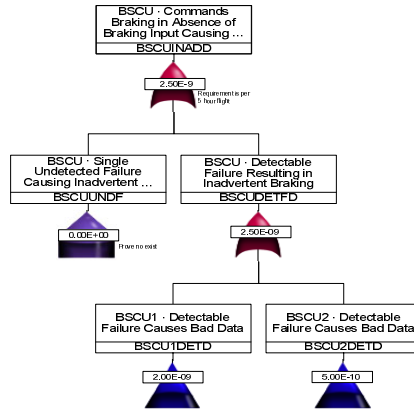 BSCU · Commands
Braking in Absence of
Braking Input Causing ...
BSCUINADD
2.50E-9
Requirement is per
5 hour flight
BSCU · Single
Undetected Failure
Causing Inadvertent ...
BSCUUNDF
0.00E+00
Prove no exist
BSCU · Detectable
Failure Resulting in
Inadvertent Braking
BSCUDETFD
2.50E-09
BSCU1 · Detectable
Failure Causes Bad Data
BSCU1DETD
2.00E-09
BSCU2 · Detectable
Failure Causes Bad Data
BSCU2DETD
5.00E-10